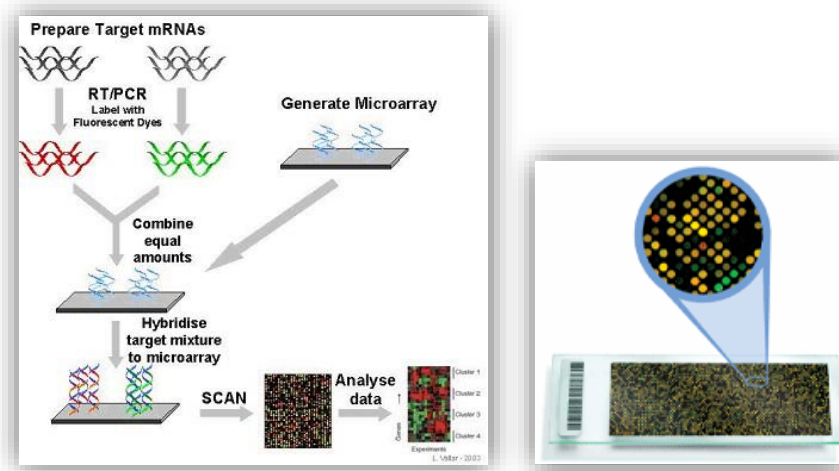 Prepare Target mRNAs
RT/PCR
Label with
Fluorescent Dyes
Generate Microarray
Combine
equal
amounts
Hybridise
target mixture
to microarray
SCAN
Analyse
data
Cluster 1
Cluster 2
Cluster 3
Cluster 4
Genes
Experiments
L. Vallar - 2003